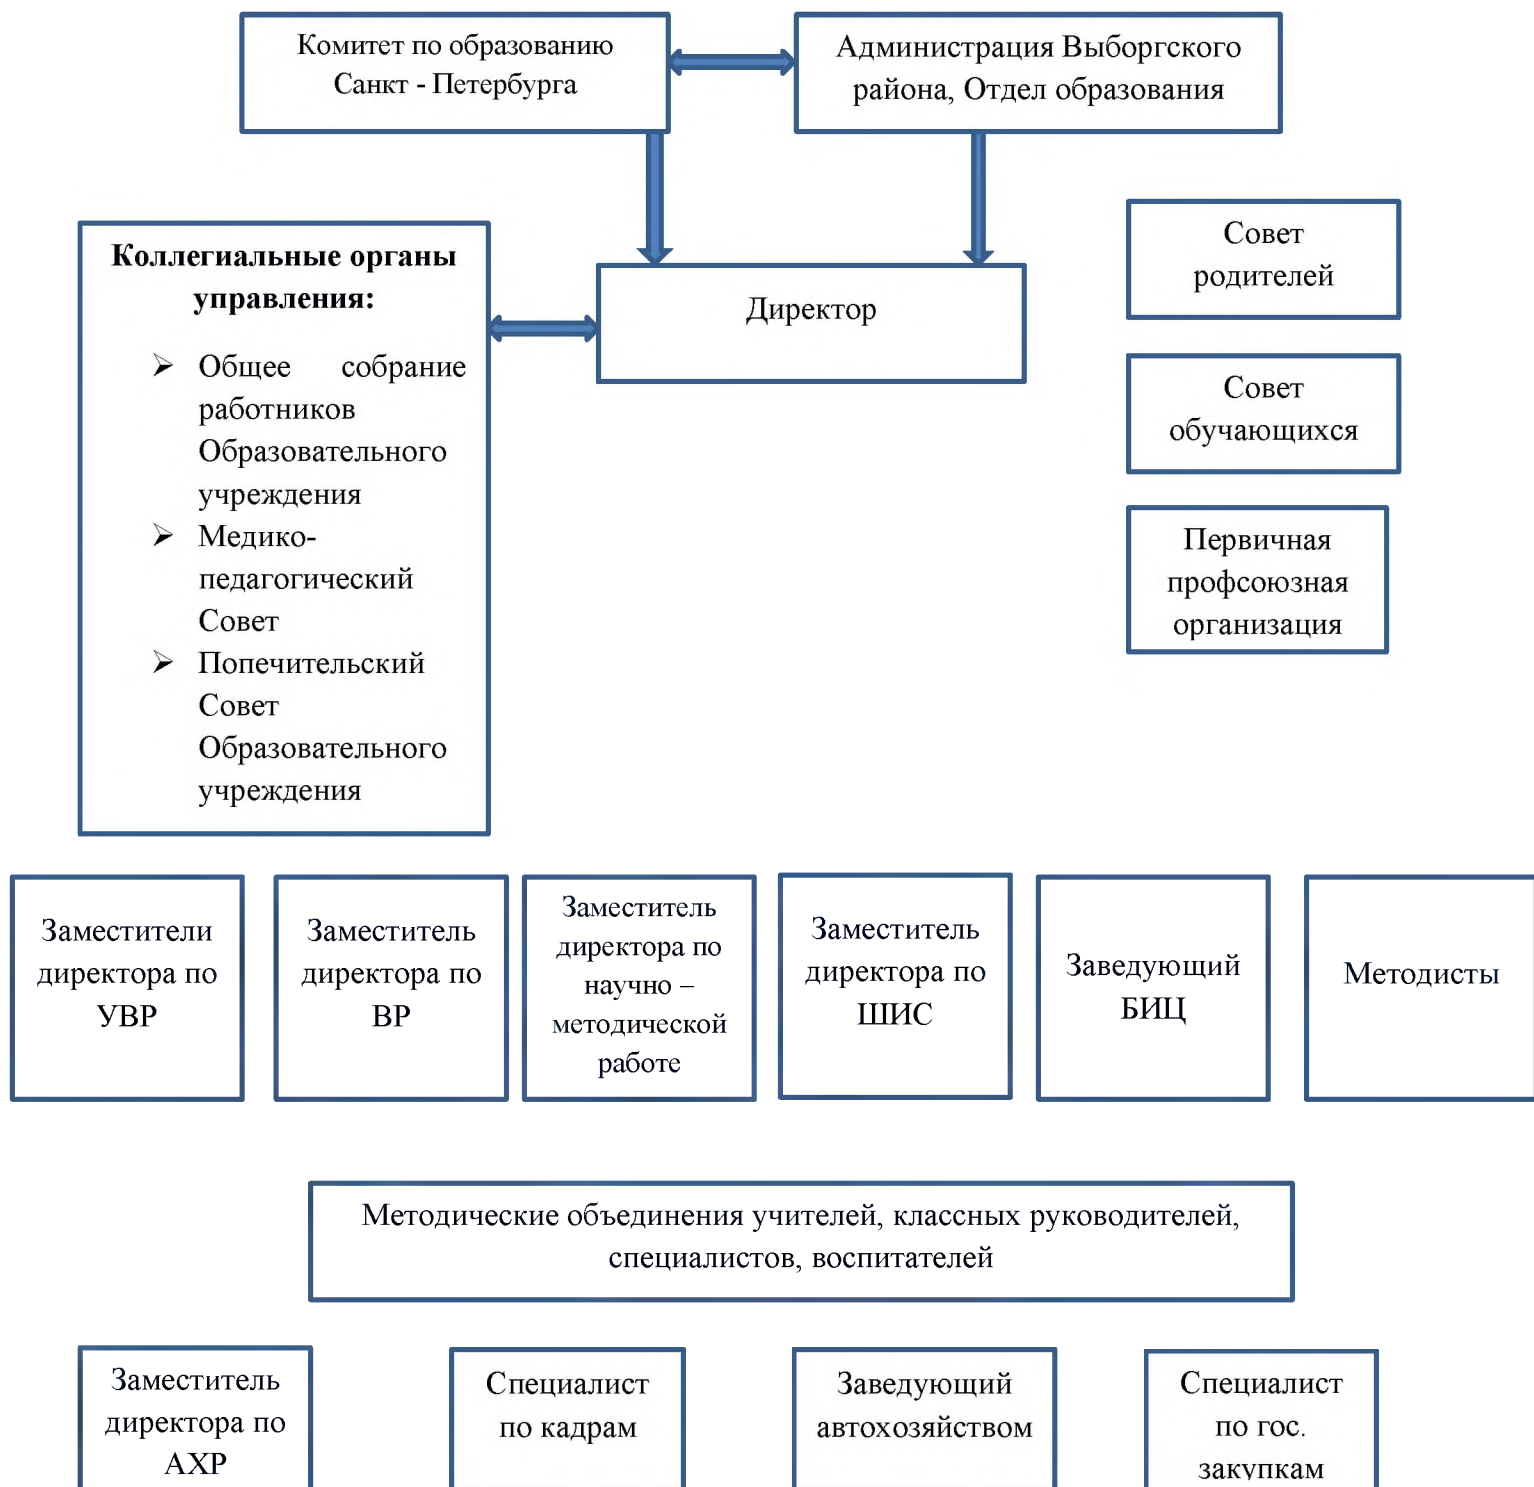 Комитет по образованию
Санкт - Петербурга
Администрация Выборгского
района, Отдел образования
Коллегиальные органы
управления:
➢ Общее собрание
работников
Образовательного
учреждения
➢ Медико-
педагогический
Совет
➢ Попечительский
Совет
Образовательного
учреждения
Директор
Совет
родителей
Совет
обучающихся
Первичная
профсоюзная
организация
Заместители
директора по
УВР
Заместитель
директора по
ВР
Заместитель
директора по
научно –
методической
работе
Заместитель
директора по
ШИС
Заведующий
БИЦ
Методисты
Методические объединения учителей, классных руководителей,
специалистов, воспитателей
Заместитель
директора по
АХР
Специалист
по кадрам
Заведующий
автохозяйством
Специалист
по гос.
закупкам